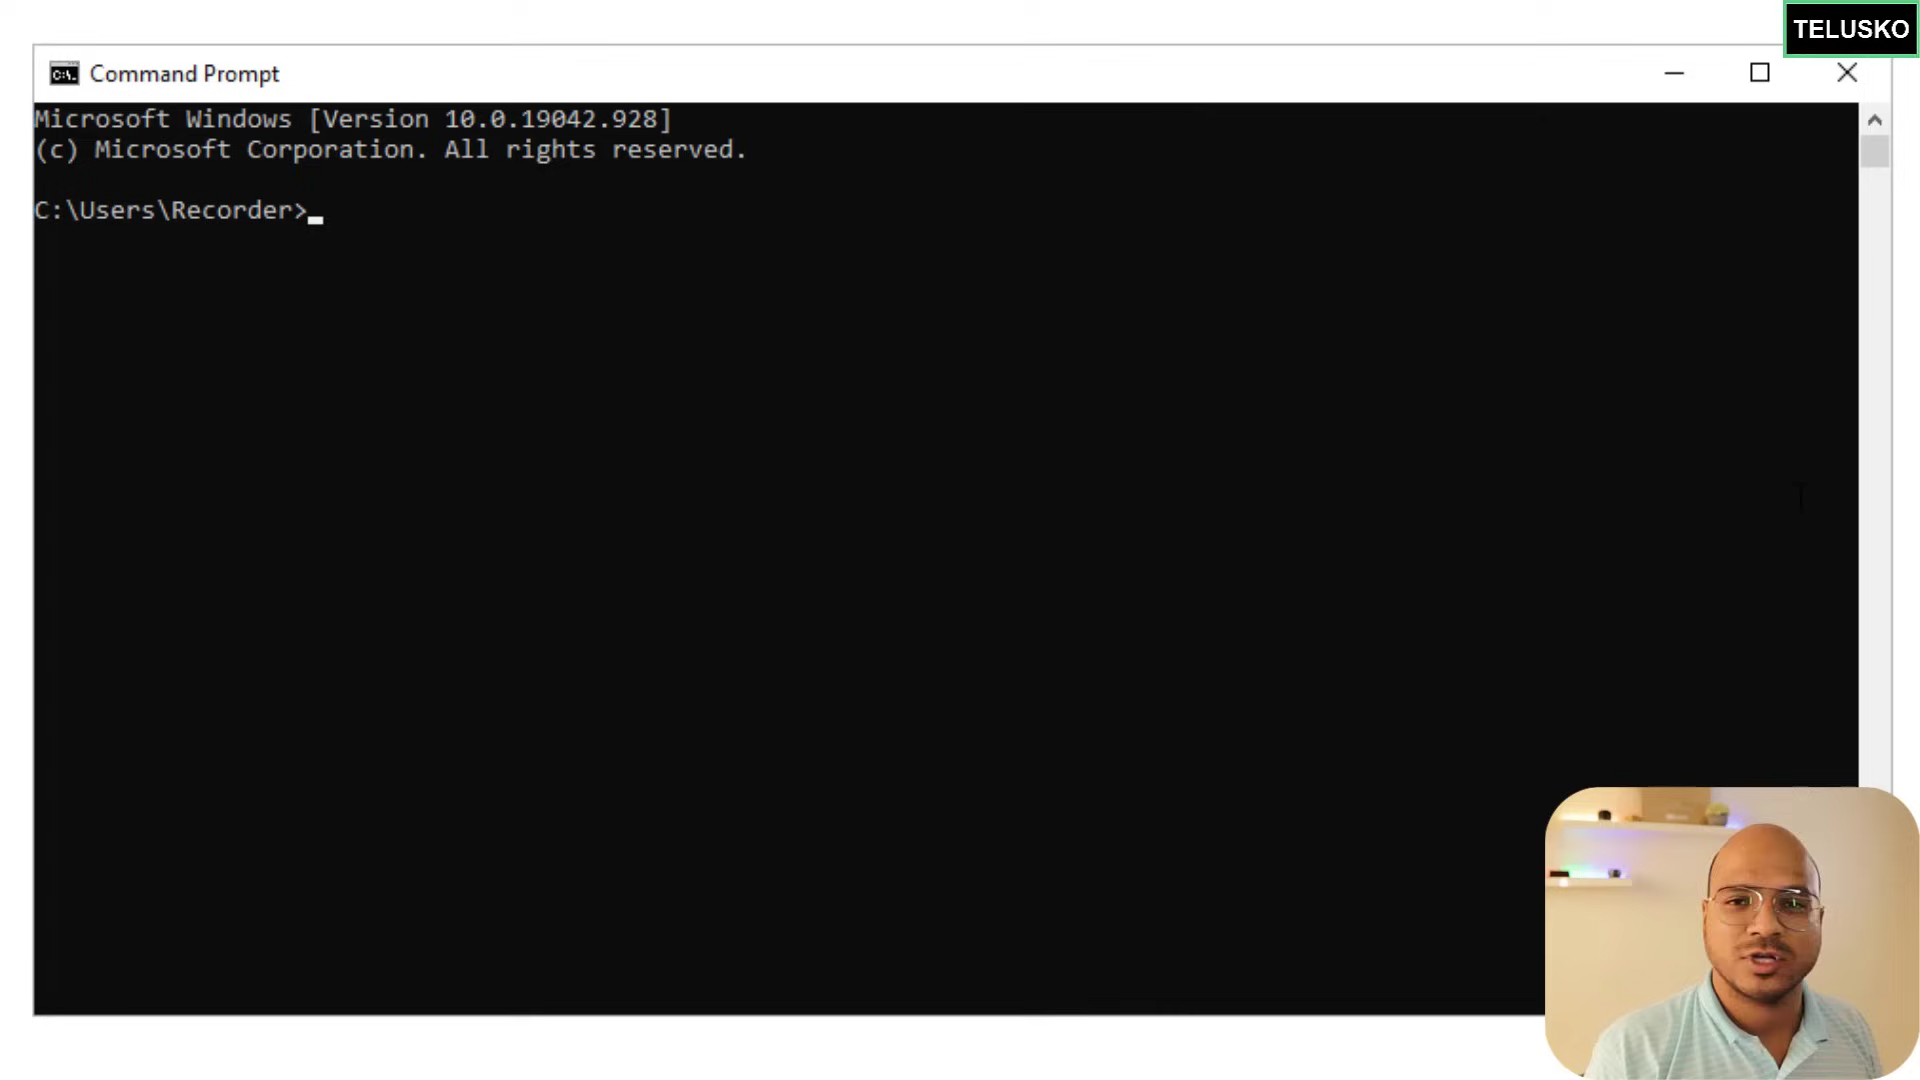 TELUSKO
Command Prompt
Microsoft Windows [Version 10.0.19042.928]
(c) Microsoft Corporation. All rights reserved.
C:\Users\Recorder>